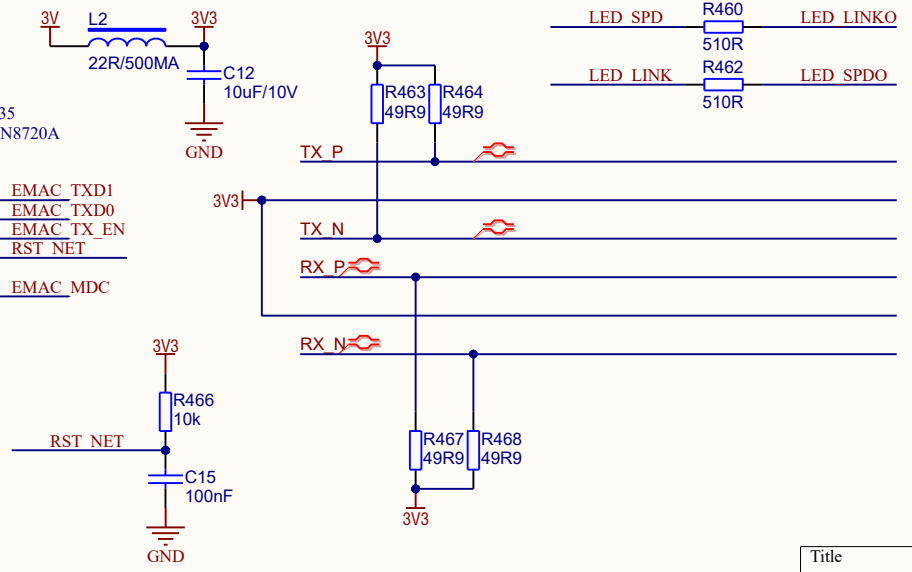 3V
L2
3V3
22R/500MA
C12
10uF/10V
GND
35
N8720A
EMAC_TXD1
EMAC_TXD0
EMAC_TX_EN
RST_NET
EMAC_MDC
3V3
R463
49R9
R464
49R9
LED_SPD
R460
510R
LED_LINKO
LED_LINK
R462
510R
LED_SPDO
TX_P
3V3
TX_N
RX_P
RX_N
3V3
R466
10k
RST_NET
C15
100nF
GND
R467
49R9
R468
49R9
3V3
Title